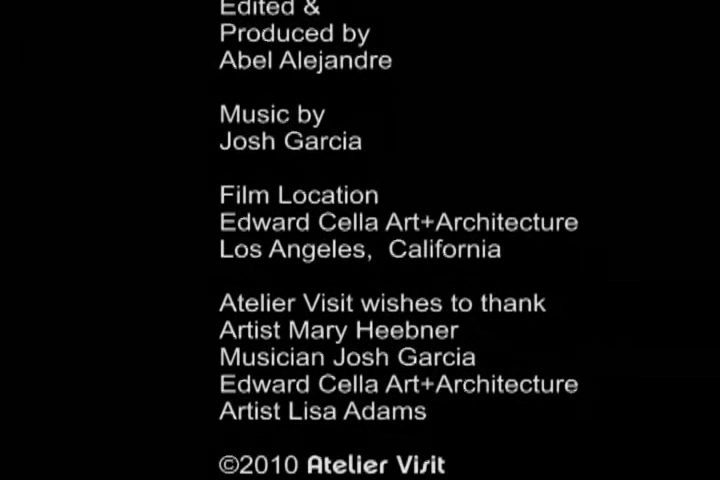 Edited &
Produced by
Abel Alejandre
Music by
Josh Garcia
Film Location
Edward Cella Art+Architecture
Los Angeles,  California
Atelier Visit wishes to thank
Artist Mary Heebner
Musician Josh Garcia
Edward Cella Art+Architecture
Artist Lisa Adams
©2010 Atelier Visit